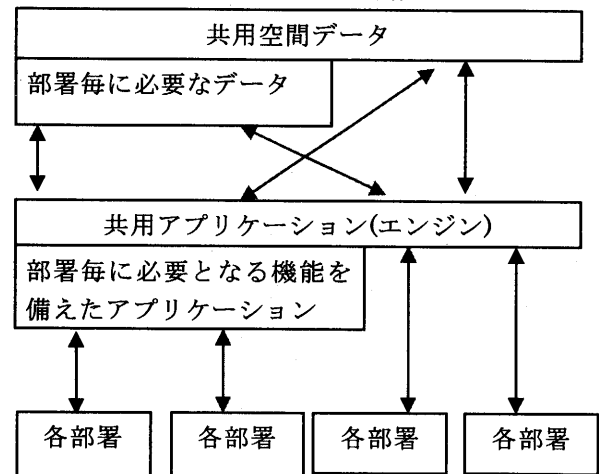 共用空間データ
部署毎に必要なデータ
共用アプリケーション(エンジン)
部署毎に必要となる機能を
備えたアプリケーション
各部署
各部署
各部署
各部署